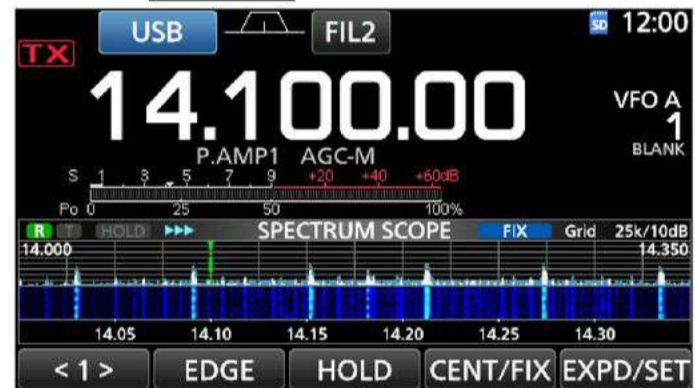 USB FIL2 SD 12:00
TX
14.100.00 VFO A
1
P.AMP1 AGC-M BLANK
S 1 3 5 7 9 +20 +40 +60dB
Po 0 25 50 100%
R T HOLD SPECTRUM SCOPE FIX Grid 25k/10dB
14.000 14.350
14.05 14.10 14.15 14.20 14.25 14.30
< 1 > EDGE HOLD CENT/FIX EXPD/SET